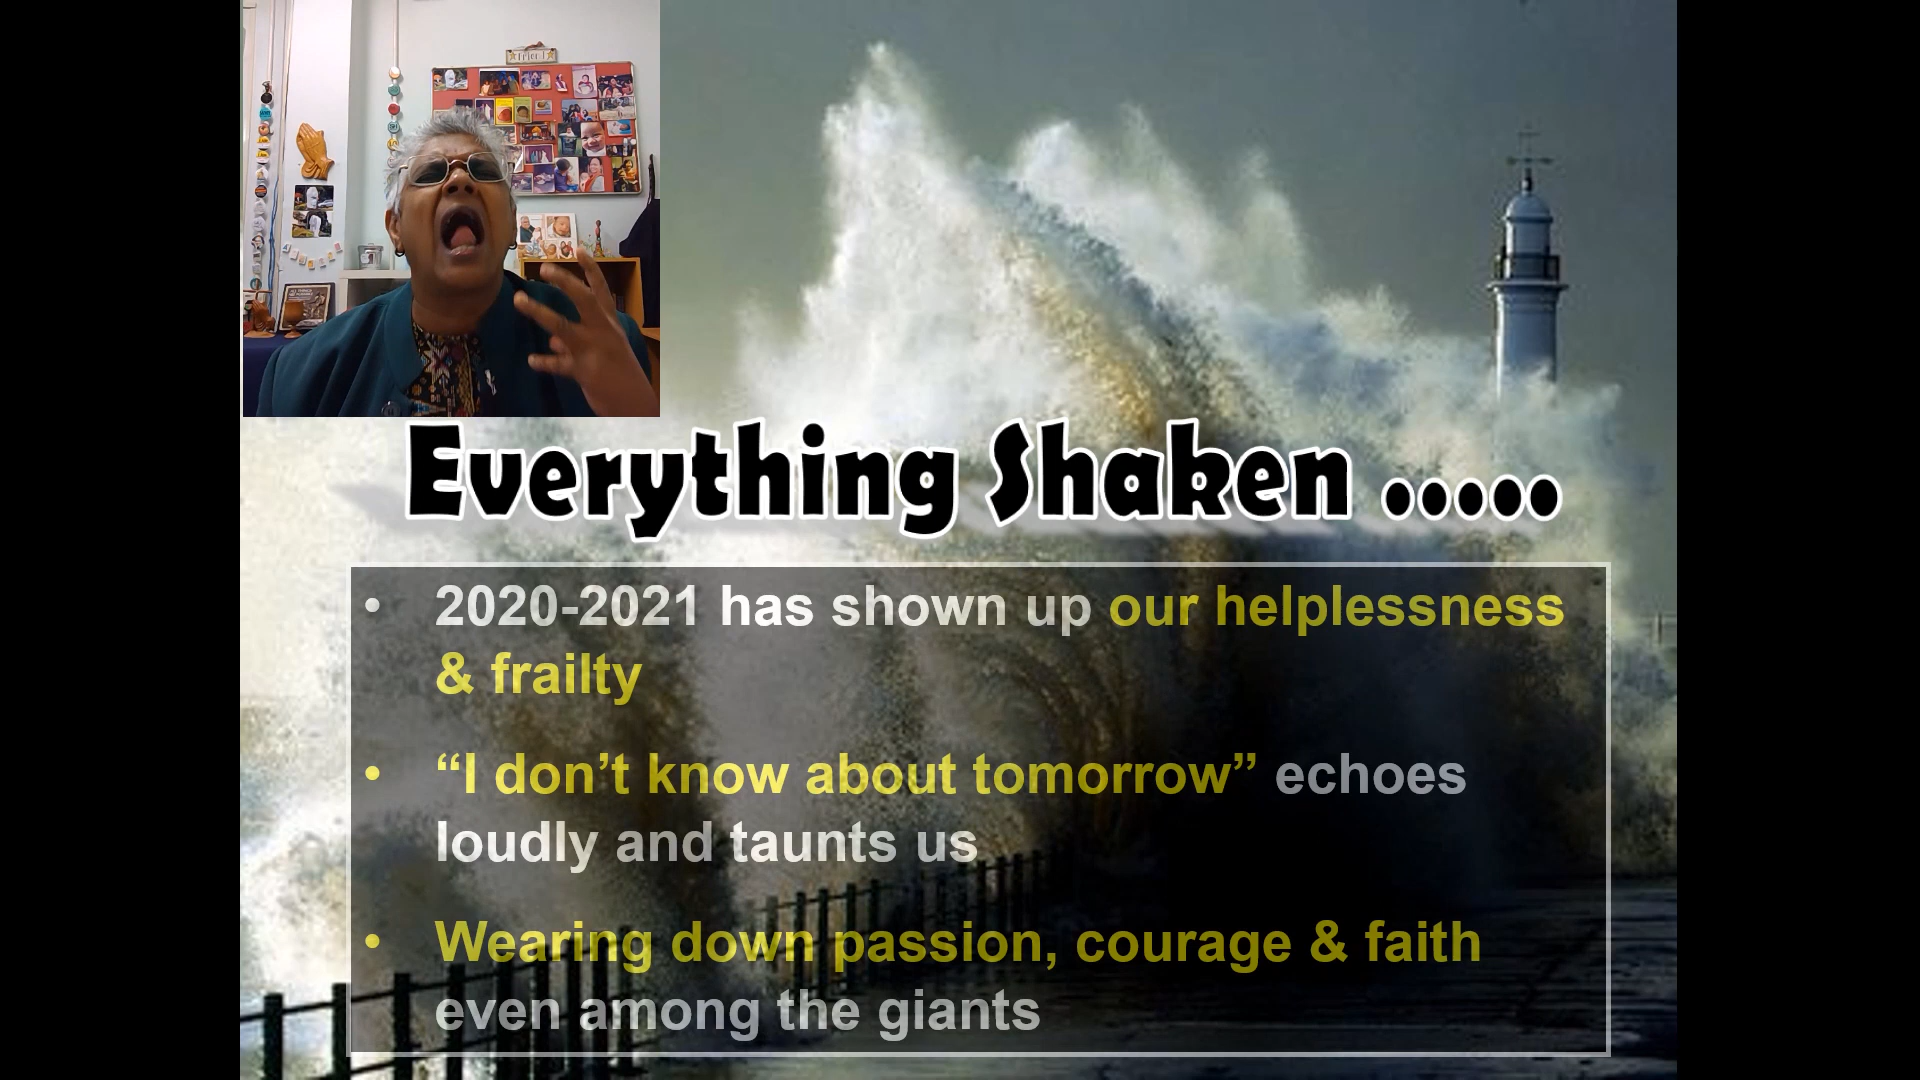 Friend
Everything Shaken .....
• 2020-2021 has shown up our helplessness
& frailty
• “I don’t know about tomorrow” echoes
loudly and taunts us
• Wearing down passion, courage & faith
even among the giants